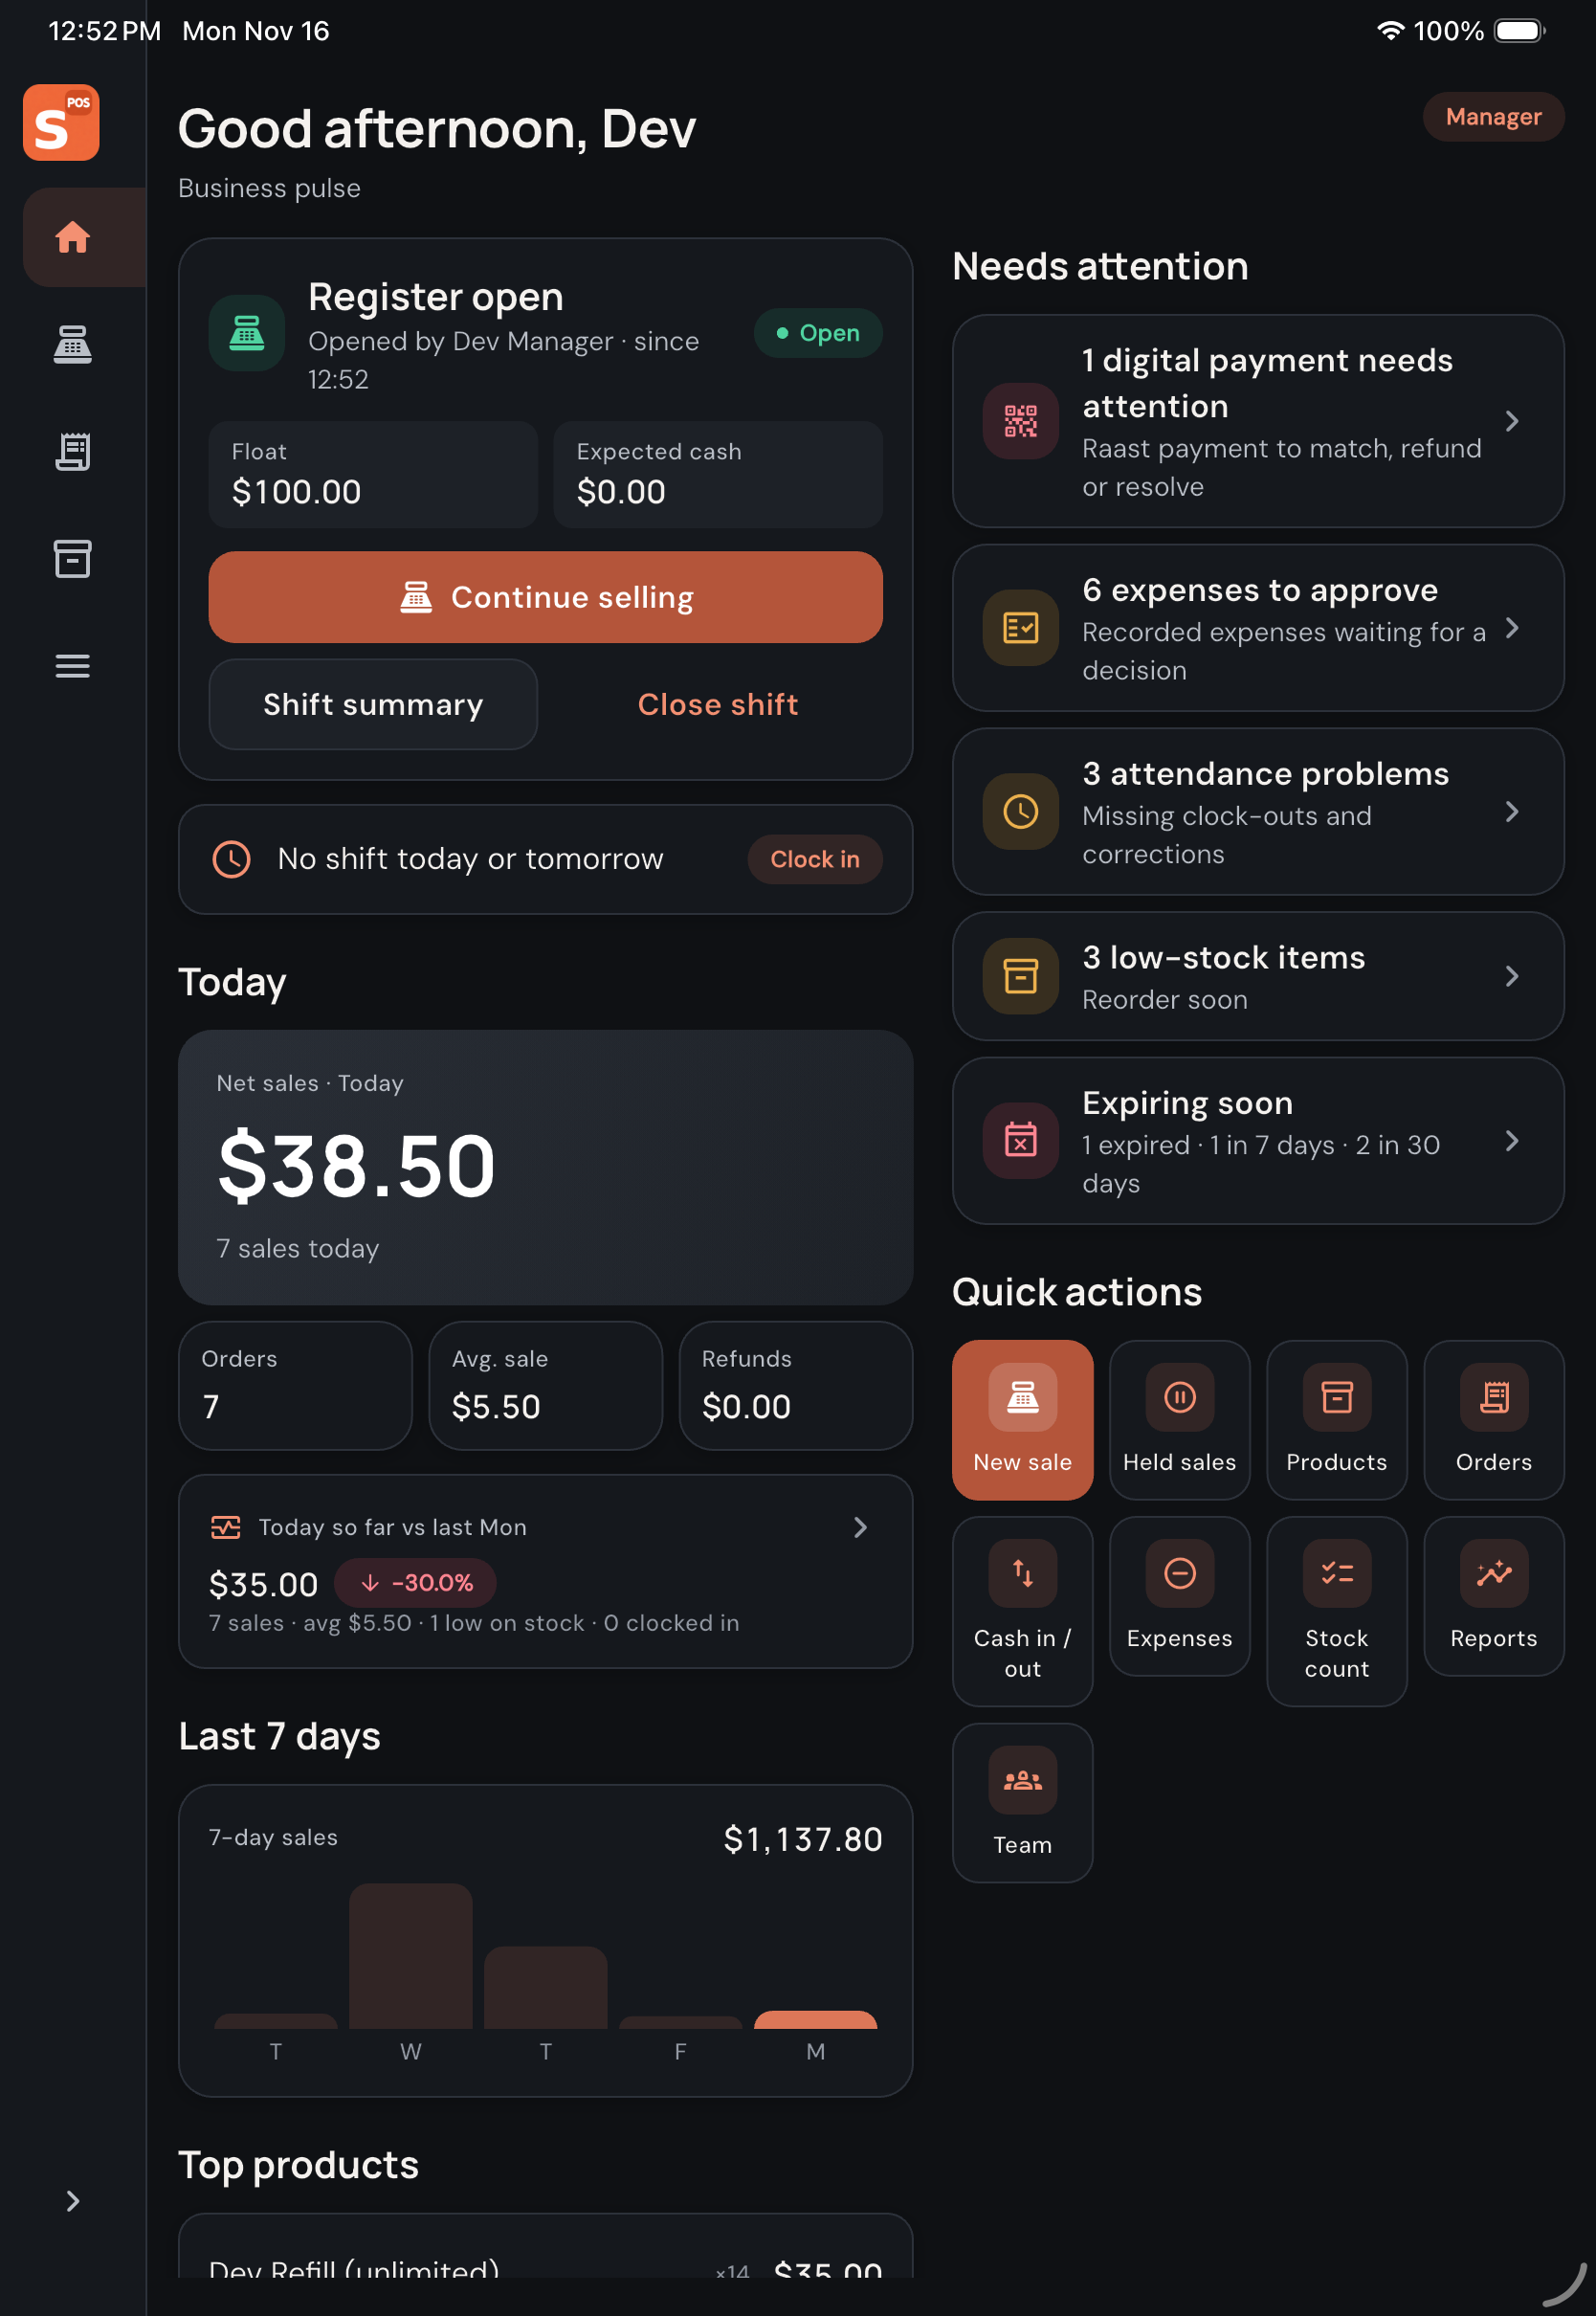 12:52 PM Mon Nov 16
100%
S POS
Good afternoon, Dev
Manager
Business pulse
Register open
Opened by Dev Manager · since
12:52
Open
Float
$100.00
Expected cash
$0.00
Continue selling
Shift summary
Close shift
No shift today or tomorrow
Clock in
Today
Net sales · Today
$38.50
7 sales today
Orders
7
Avg. sale
$5.50
Refunds
$0.00
Today so far vs last Mon
$35.00
-30.0%
7 sales · avg $5.50 · 1 low on stock · 0 clocked in
Last 7 days
7-day sales
$1,137.80
T W T F M
Top products
Dev Refill (unlimited) ×14 $35.00
Needs attention
1 digital payment needs
attention
Raast payment to match, refund
or resolve
6 expenses to approve
Recorded expenses waiting for a
decision
3 attendance problems
Missing clock-outs and
corrections
3 low-stock items
Reorder soon
Expiring soon
1 expired · 1 in 7 days · 2 in 30
days
Quick actions
New sale
Held sales
Products
Orders
Cash in /
out
Expenses
Stock
count
Reports
Team